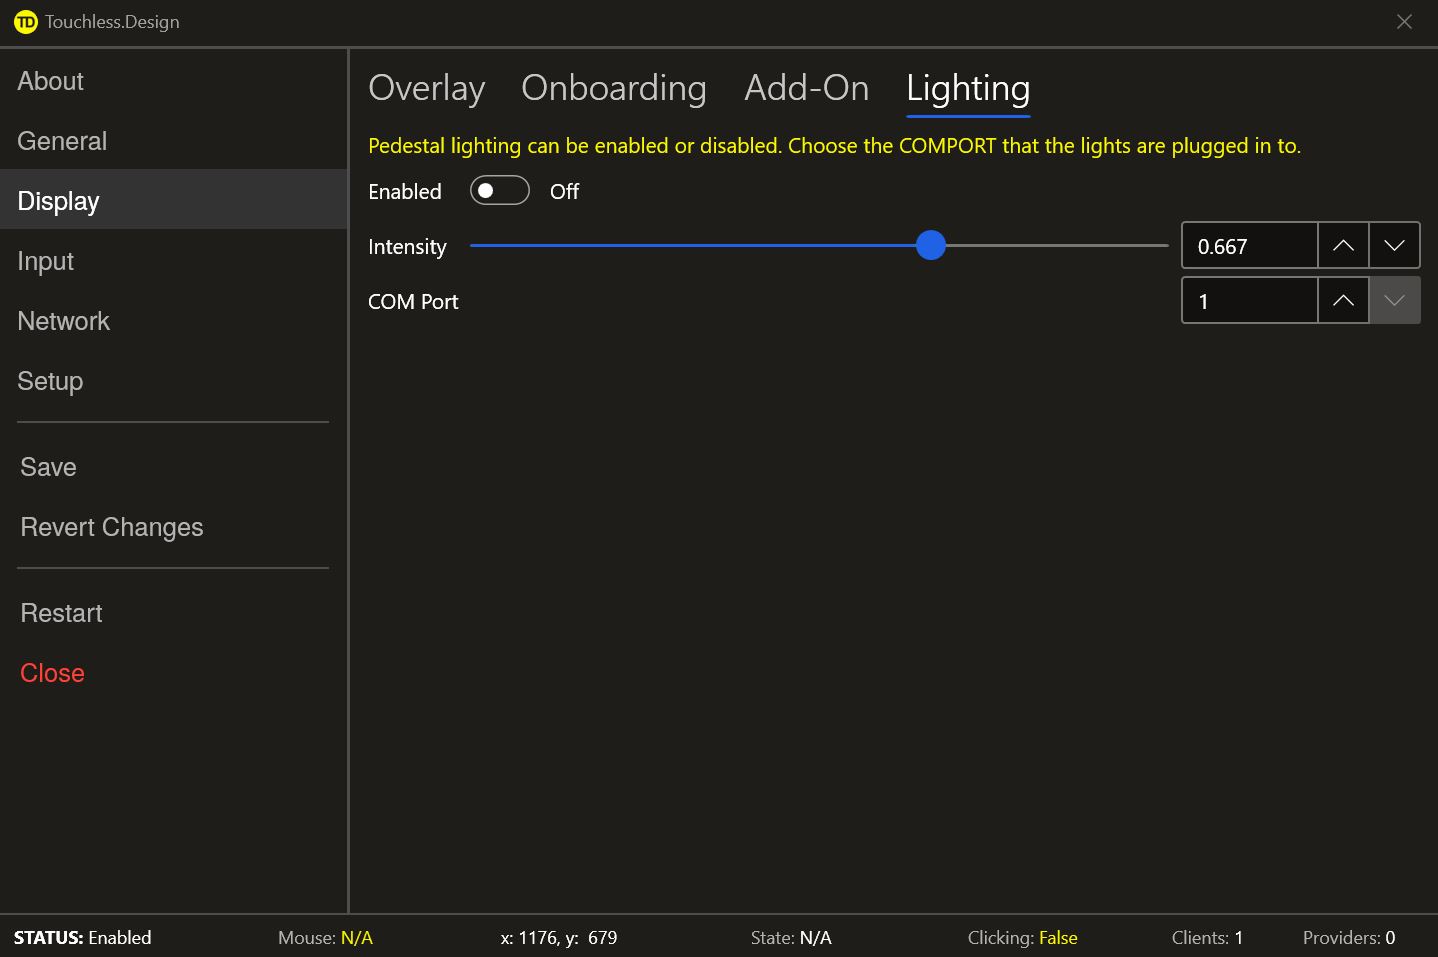 TD Touchless.Design
About
General
Display
Input
Network
Setup
Save
Revert Changes
Restart
Close
Overlay Onboarding Add-On Lighting
Pedestal lighting can be enabled or disabled. Choose the COMPORT that the lights are plugged in to.
Enabled Off
Intensity 0.667
COM Port 1
STATUS: Enabled Mouse: N/A x: 1176, y: 679 State: N/A Clicking: False Clients: 1 Providers: 0